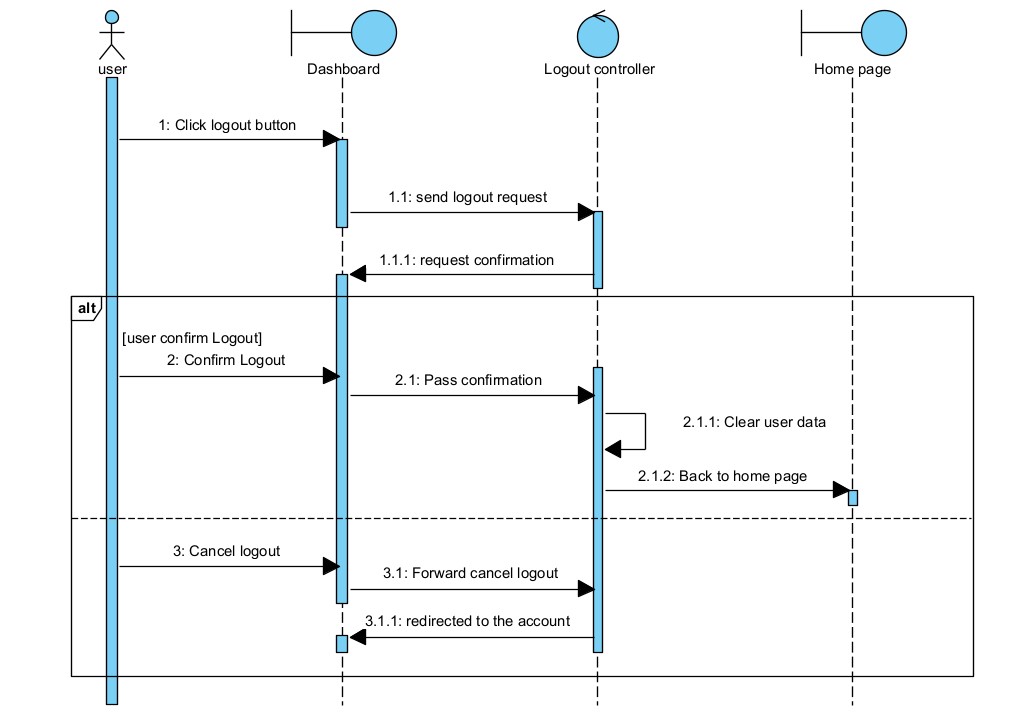 user
Dashboard
Logout controller
Home page
1: Click logout button
1.1: send logout request
1.1.1: request confirmation
alt
[user confirm Logout]
2: Confirm Logout
2.1: Pass confirmation
2.1.1: Clear user data
2.1.2: Back to home page
3: Cancel logout
3.1: Forward cancel logout
3.1.1: redirected to the account